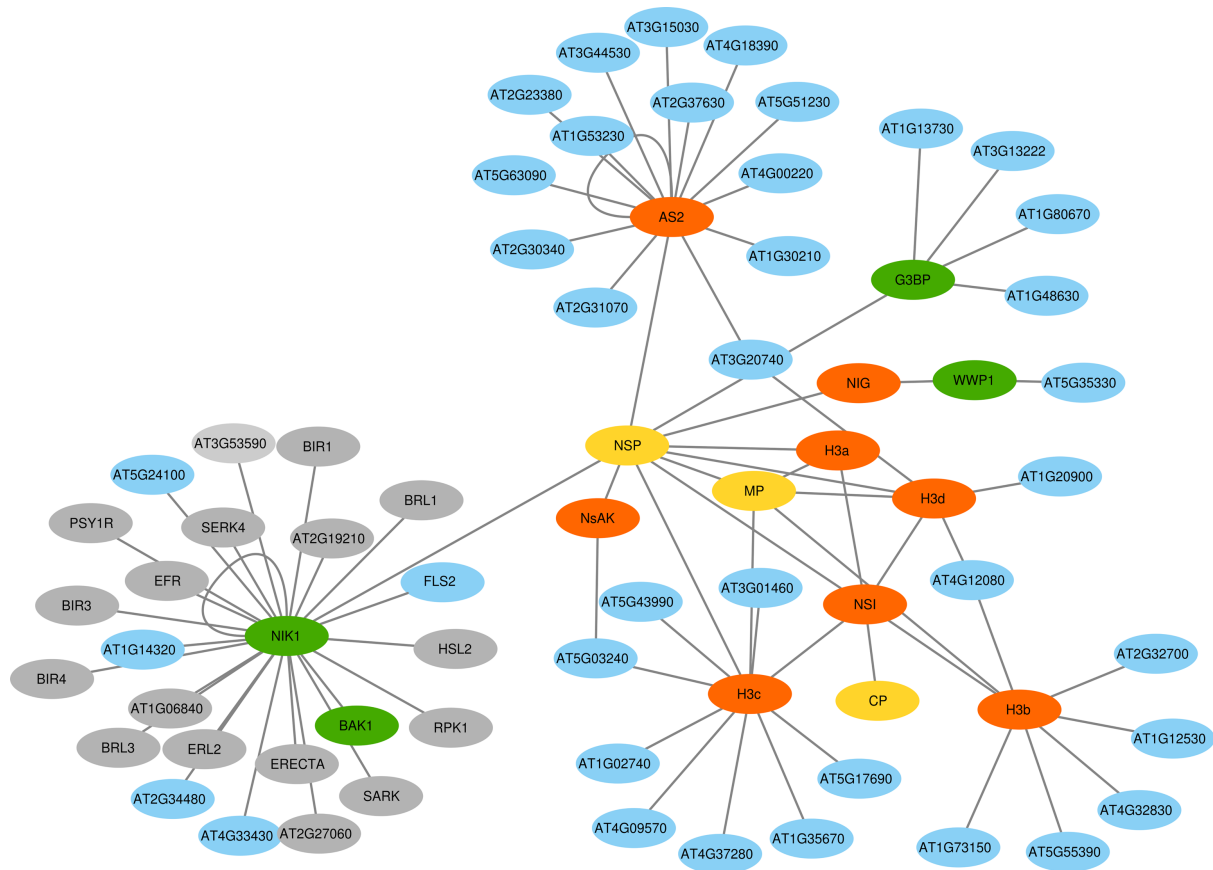 AT3G15030
AT4G18390
AT3G44530
AT2G23380
AT2G37630
AT5G51230
AT1G53230
AT1G13730
AT3G13222
AT5G63090
AT4G00220
AS2
AT1G80670
AT2G30340
AT1G30210
G3BP
AT1G48630
AT2G31070
AT3G20740
NIG
WWP1
AT5G35330
AT3G53590
BIR1
NSP
H3a
AT5G24100
BRL1
MP
H3d
AT1G20900
PSY1R
SERK4
AT2G19210
NsAK
EFR
FLS2
AT3G01460
AT4G12080
BIR3
AT5G43990
NSI
NIK1
AT1G14320
HSL2
AT5G03240
AT2G32700
BIR4
H3c
CP
H3b
AT1G06840
BAK1
RPK1
AT1G12530
BRL3
ERL2
ERECTA
AT1G02740
AT5G17690
AT2G34480
SARK
AT4G32830
AT4G33430
AT2G27060
AT4G09570
AT1G35670
AT1G73150
AT4G37280
AT5G55390